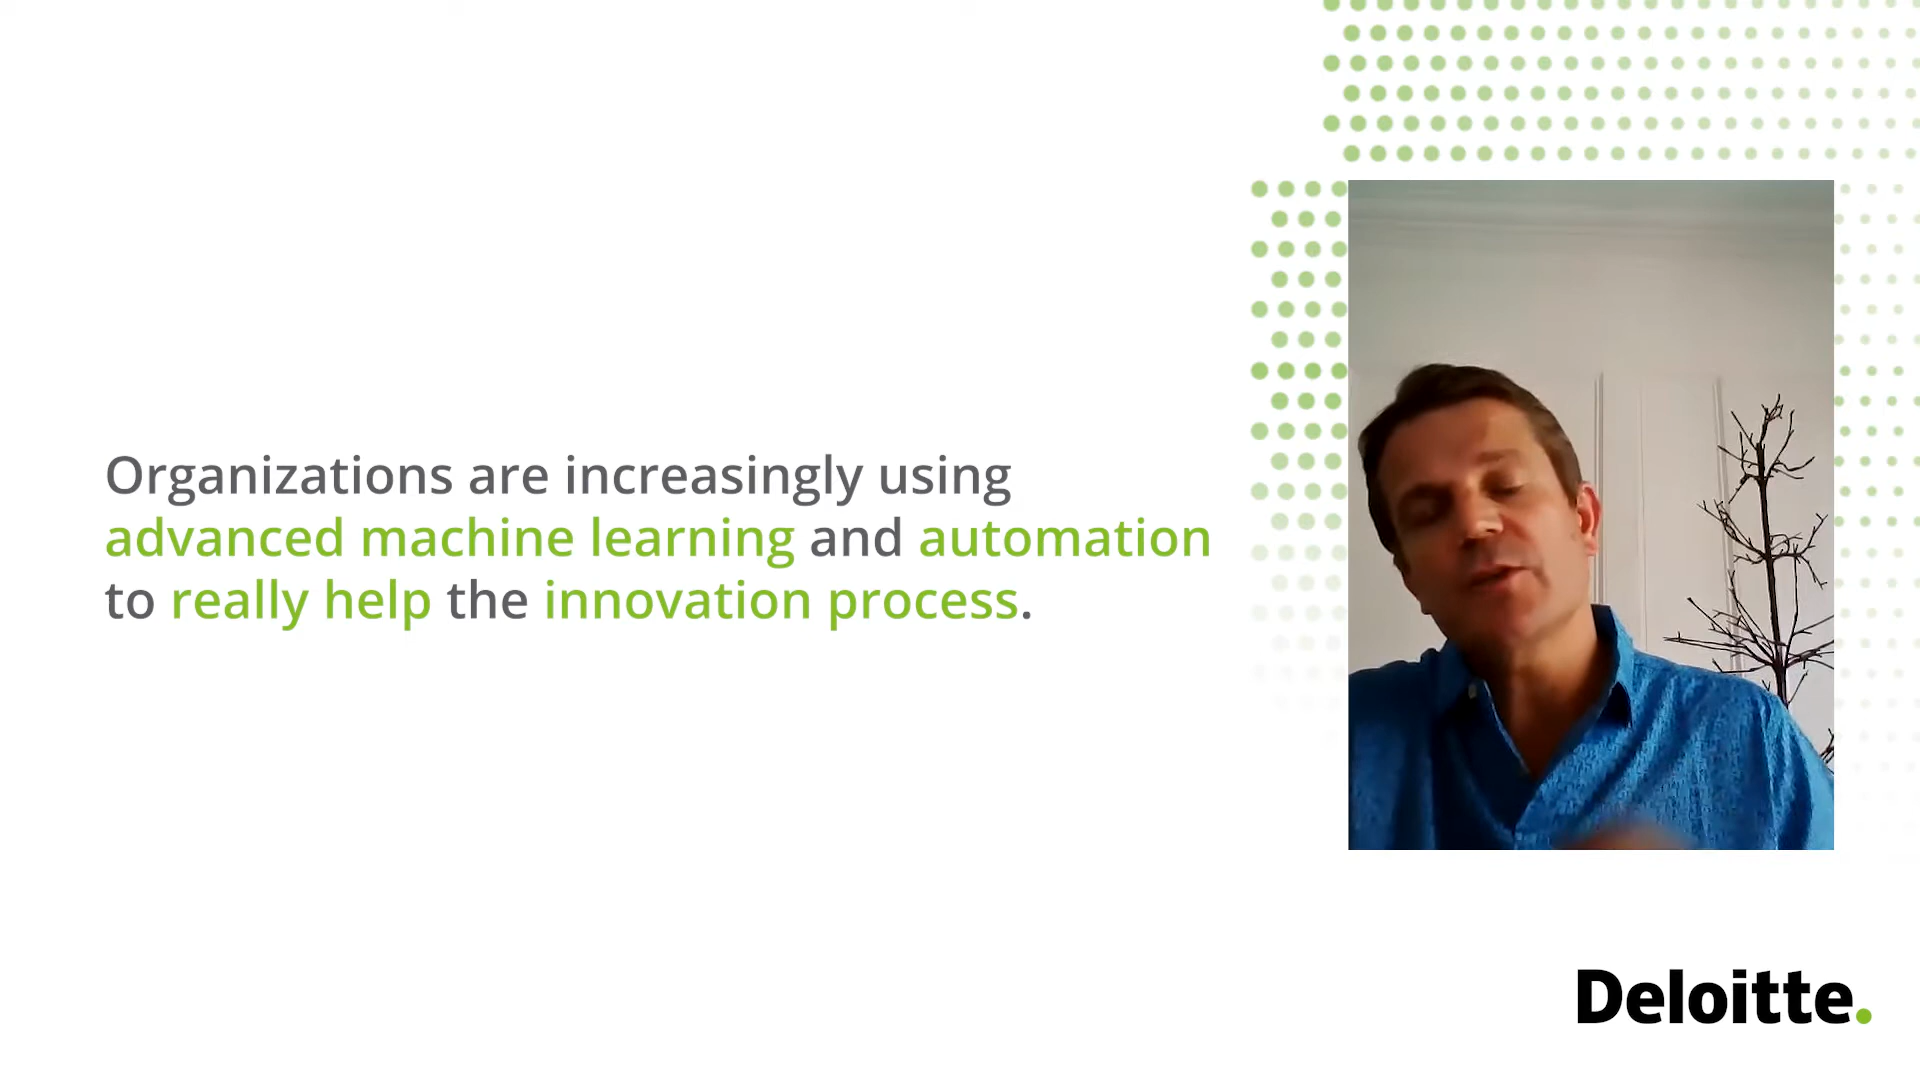 Organizations are increasingly using
advanced machine learning and automation
to really help the innovation process.
Deloitte.